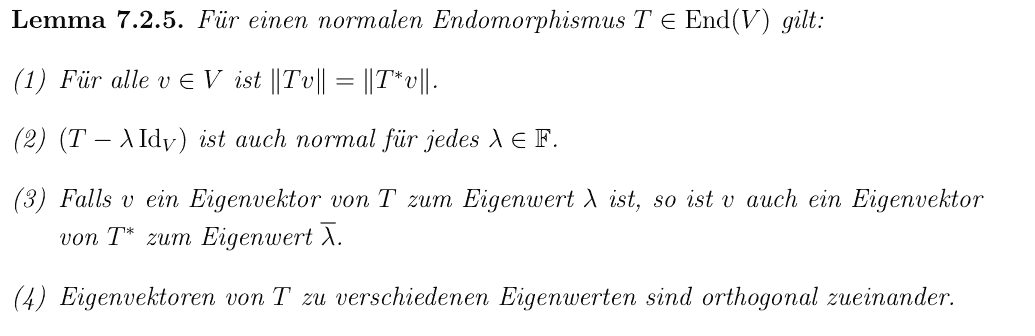 Lemma 7.2.5. Für einen normalen Endomorphismus T ∈ End(V) gilt:
(1) Für alle v ∈ V ist ‖Tv‖ = ‖T*v‖.
(2) (T − λ Id_V) ist auch normal für jedes λ ∈ 𝔽.
(3) Falls v ein Eigenvektor von T zum Eigenwert λ ist, so ist v auch ein Eigenvektor
von T* zum Eigenwert λ̅.
(4) Eigenvektoren von T zu verschiedenen Eigenwerten sind orthogonal zueinander.